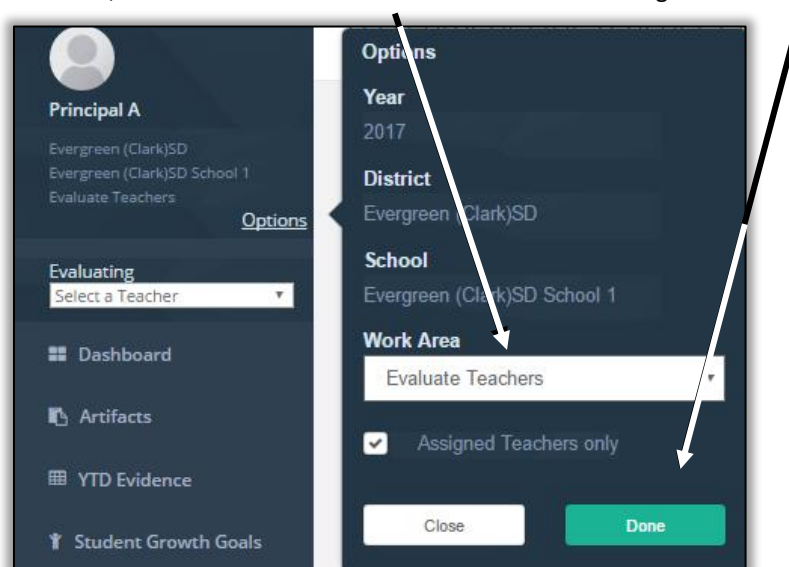 Principal A
Evergreen (Clark)SD
Evergreen (Clark)SD School 1
Evaluate Teachers
Options
Evaluating
Select a Teacher
Dashboard
Artifacts
YTD Evidence
Student Growth Goals
Options
Year
2017
District
Evergreen (Clark)SD
School
Evergreen (Clark)SD School 1
Work Area
Evaluate Teachers
Assigned Teachers only
Close
Done